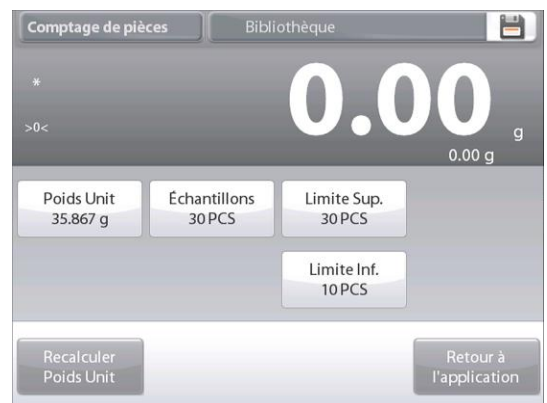 Comptage de pièces
Bibliothèque
*
0.00 g
>0<
0.00 g
Poids Unit
35.867 g
Échantillons
30 PCS
Limite Sup.
30 PCS
Limite Inf.
10 PCS
Recalculer
Poids Unit
Retour à
l'application